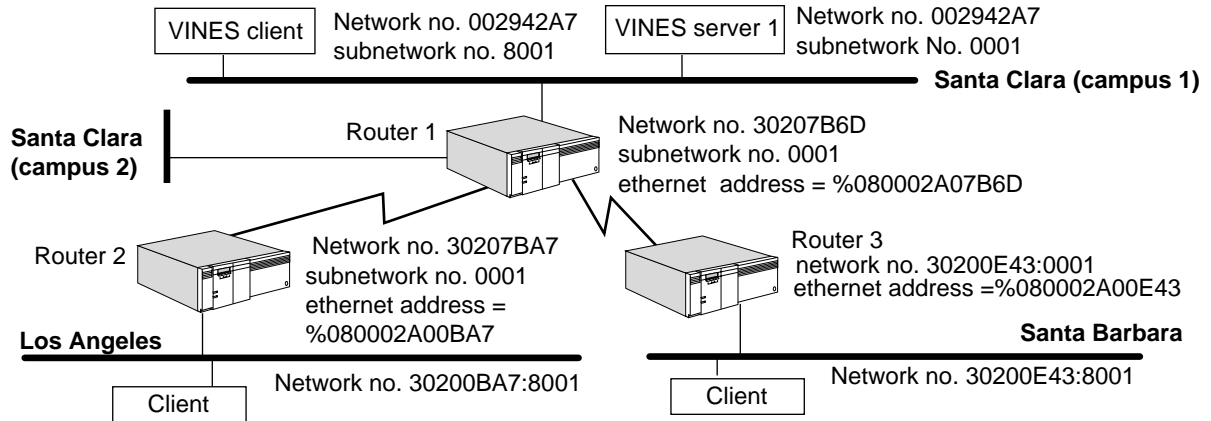 VINES client
Network no. 002942A7
subnetwork no. 8001
VINES server 1
Network no. 002942A7
subnetwork No. 0001
Santa Clara (campus 1)
Santa Clara
(campus 2)
Router 1
Network no. 30207B6D
subnetwork no. 0001
ethernet address = %080002A07B6D
Router 2
Network no. 30207BA7
subnetwork no. 0001
ethernet address =
%080002A00BA7
Router 3
network no. 30200E43:0001
ethernet address =%080002A00E43
Los Angeles
Santa Barbara
Network no. 30200BA7:8001
Client
Network no. 30200E43:8001
Client